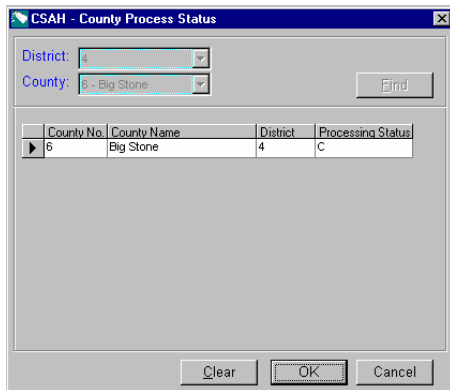 CSAH - County Process Status
District: 4
County: 6 - Big Stone Find
County No. County Name District Processing Status
6 Big Stone 4 C
Clear OK Cancel